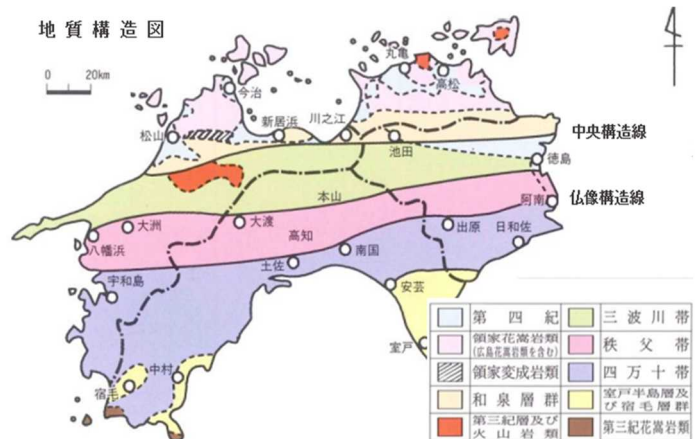 地質構造図
0 20km
丸亀
高松
今治
新居浜
川之江
松山
池田
中央構造線
徳島
仏像構造線
本山
阿南
大洲
大渡
高知
出原
日和佐
八幡浜
南国
土佐
宇和島
安芸
室戸
中村
宿毛
第四紀
三波川帯
領家花崗岩類
(広島花崗岩類を含む)
秩父帯
領家変成岩類
四万十帯
和泉層群
室戸半島層及
び宿毛層群
第三紀層及び
火山岩類
第三紀花崗岩類